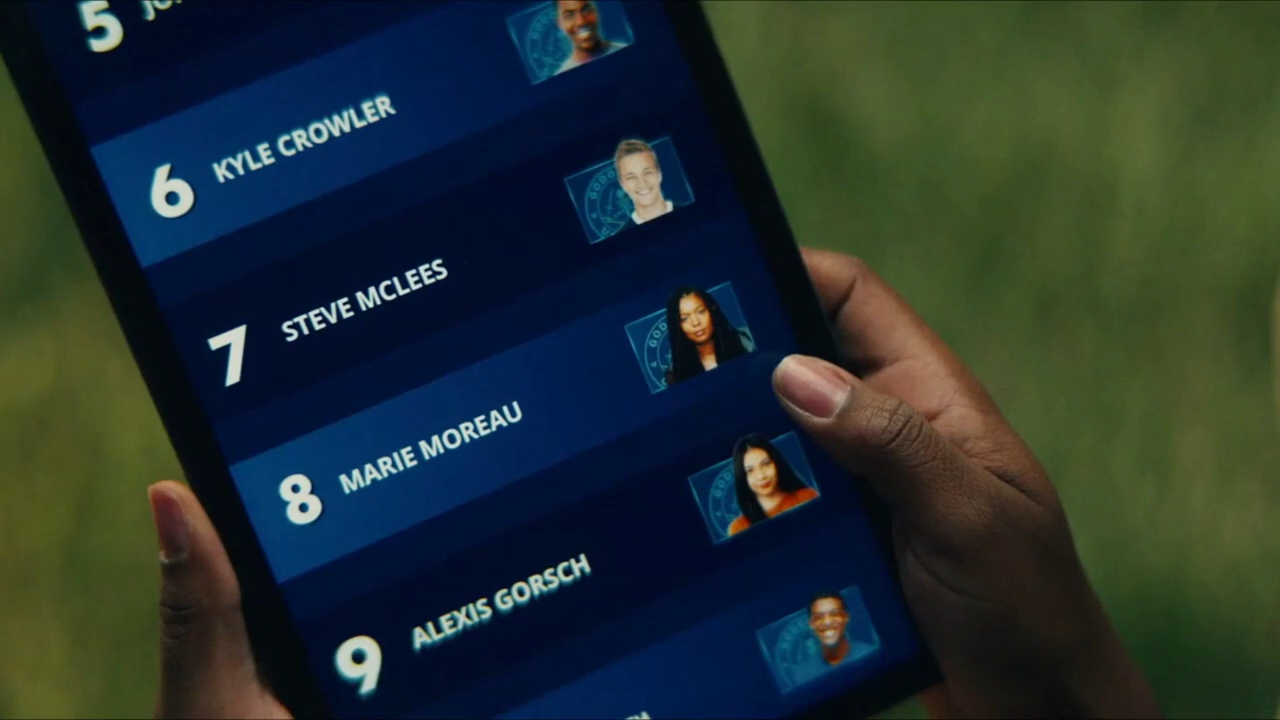 5
6 KYLE CROWLER
7 STEVE MCLEES
8 MARIE MOREAU
9 ALEXIS GORSCH